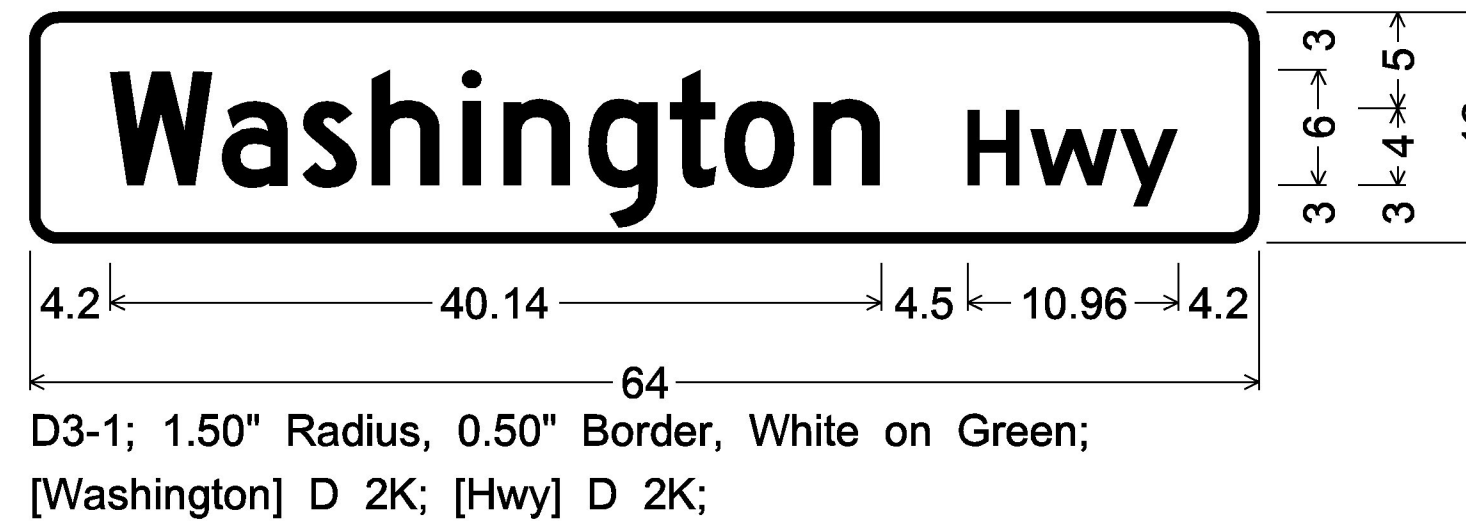 Washington Hwy
3 6 3
5 4 3
4.2 40.14 4.5 10.96 4.2
64
D3-1; 1.50" Radius, 0.50" Border, White on Green;
[Washington] D 2K; [Hwy] D 2K;